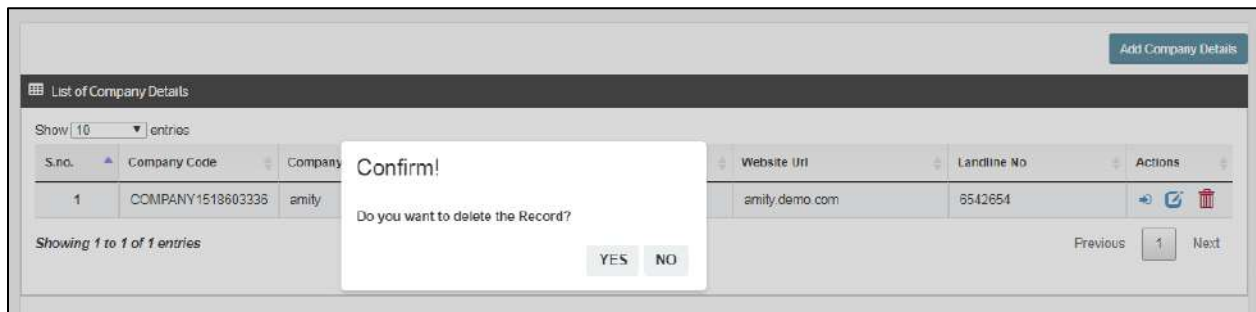 Add Company Details
List of Company Details
Show 10 entries
S.no. Company Code Company Website Url Landline No Actions
1 COMPANY1518603336 amity amity.demo.com 6542654
Showing 1 to 1 of 1 entries
Previous 1 Next
Confirm!
Do you want to delete the Record?
YES NO